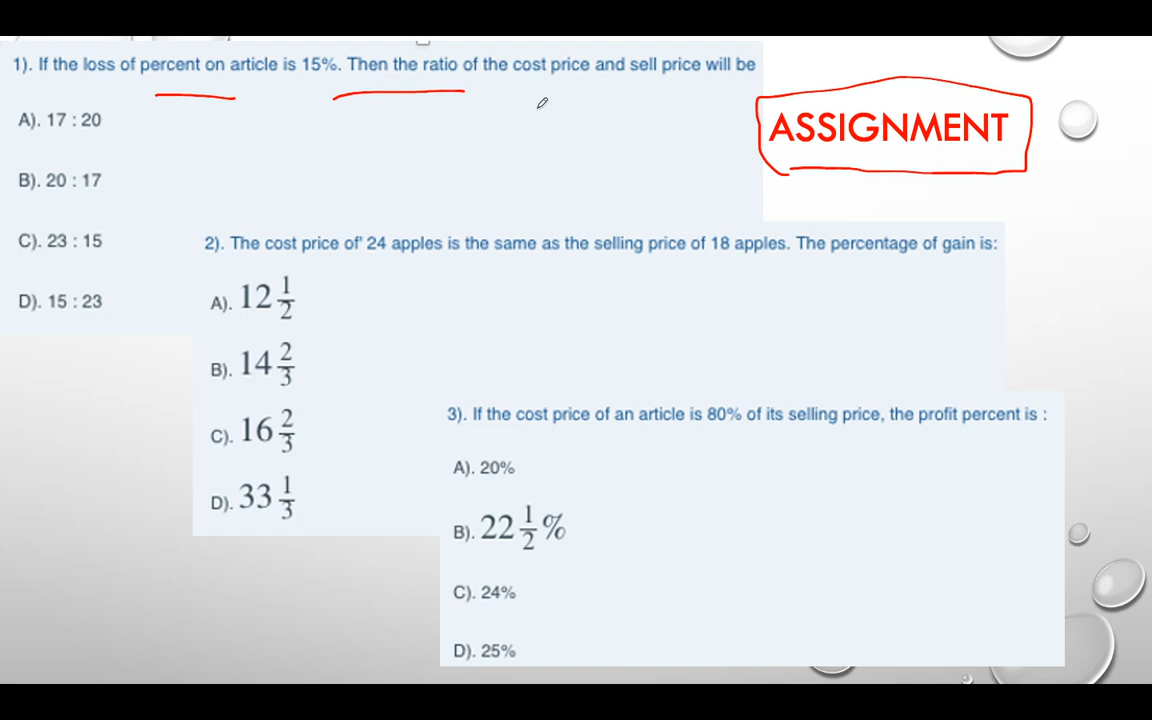 1). If the loss of percent on article is 15%. Then the ratio of the cost price and sell price will be
A). 17 : 20
B). 20 : 17
C). 23 : 15
D). 15 : 23
ASSIGNMENT
2). The cost price of' 24 apples is the same as the selling price of 18 apples. The percentage of gain is:
A). 12 1/2
B). 14 2/3
C). 16 2/3
D). 33 1/3
3). If the cost price of an article is 80% of its selling price, the profit percent is :
A). 20%
B). 22 1/2 %
C). 24%
D). 25%